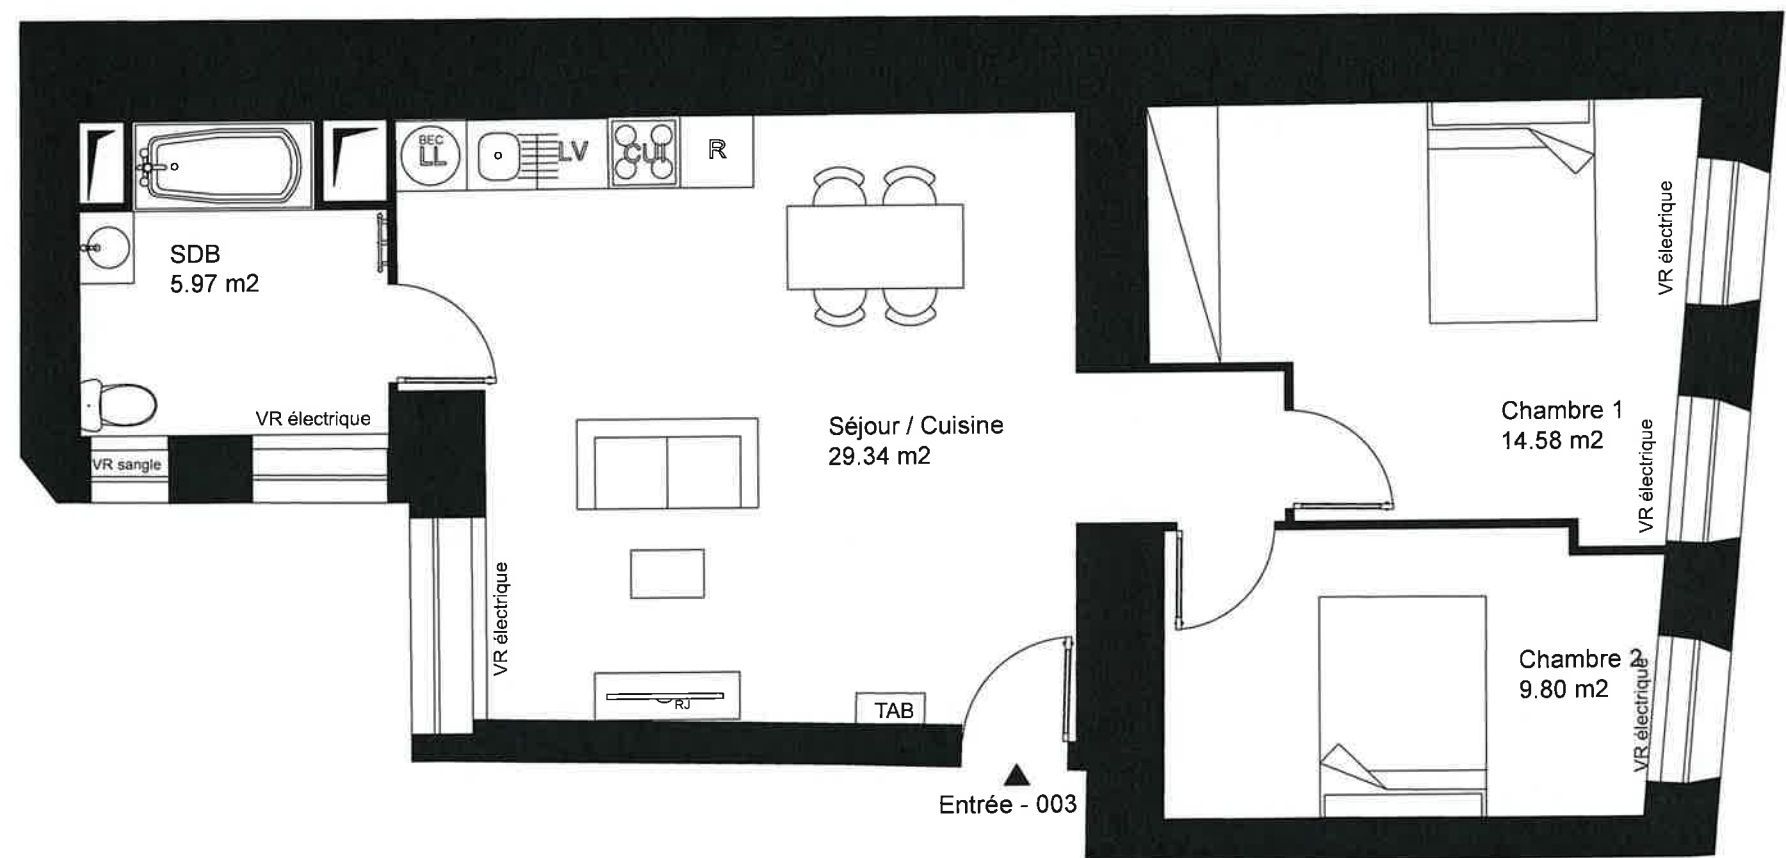 BEC
LL
LV
CUI
R
SDB
5.97 m2
VR électrique
VR sangle
Séjour / Cuisine
29.34 m2
VR électrique
RJ
TAB
Entrée - 003
VR électrique
Chambre 1
14.58 m2
VR électrique
Chambre 2
9.80 m2
VR électrique